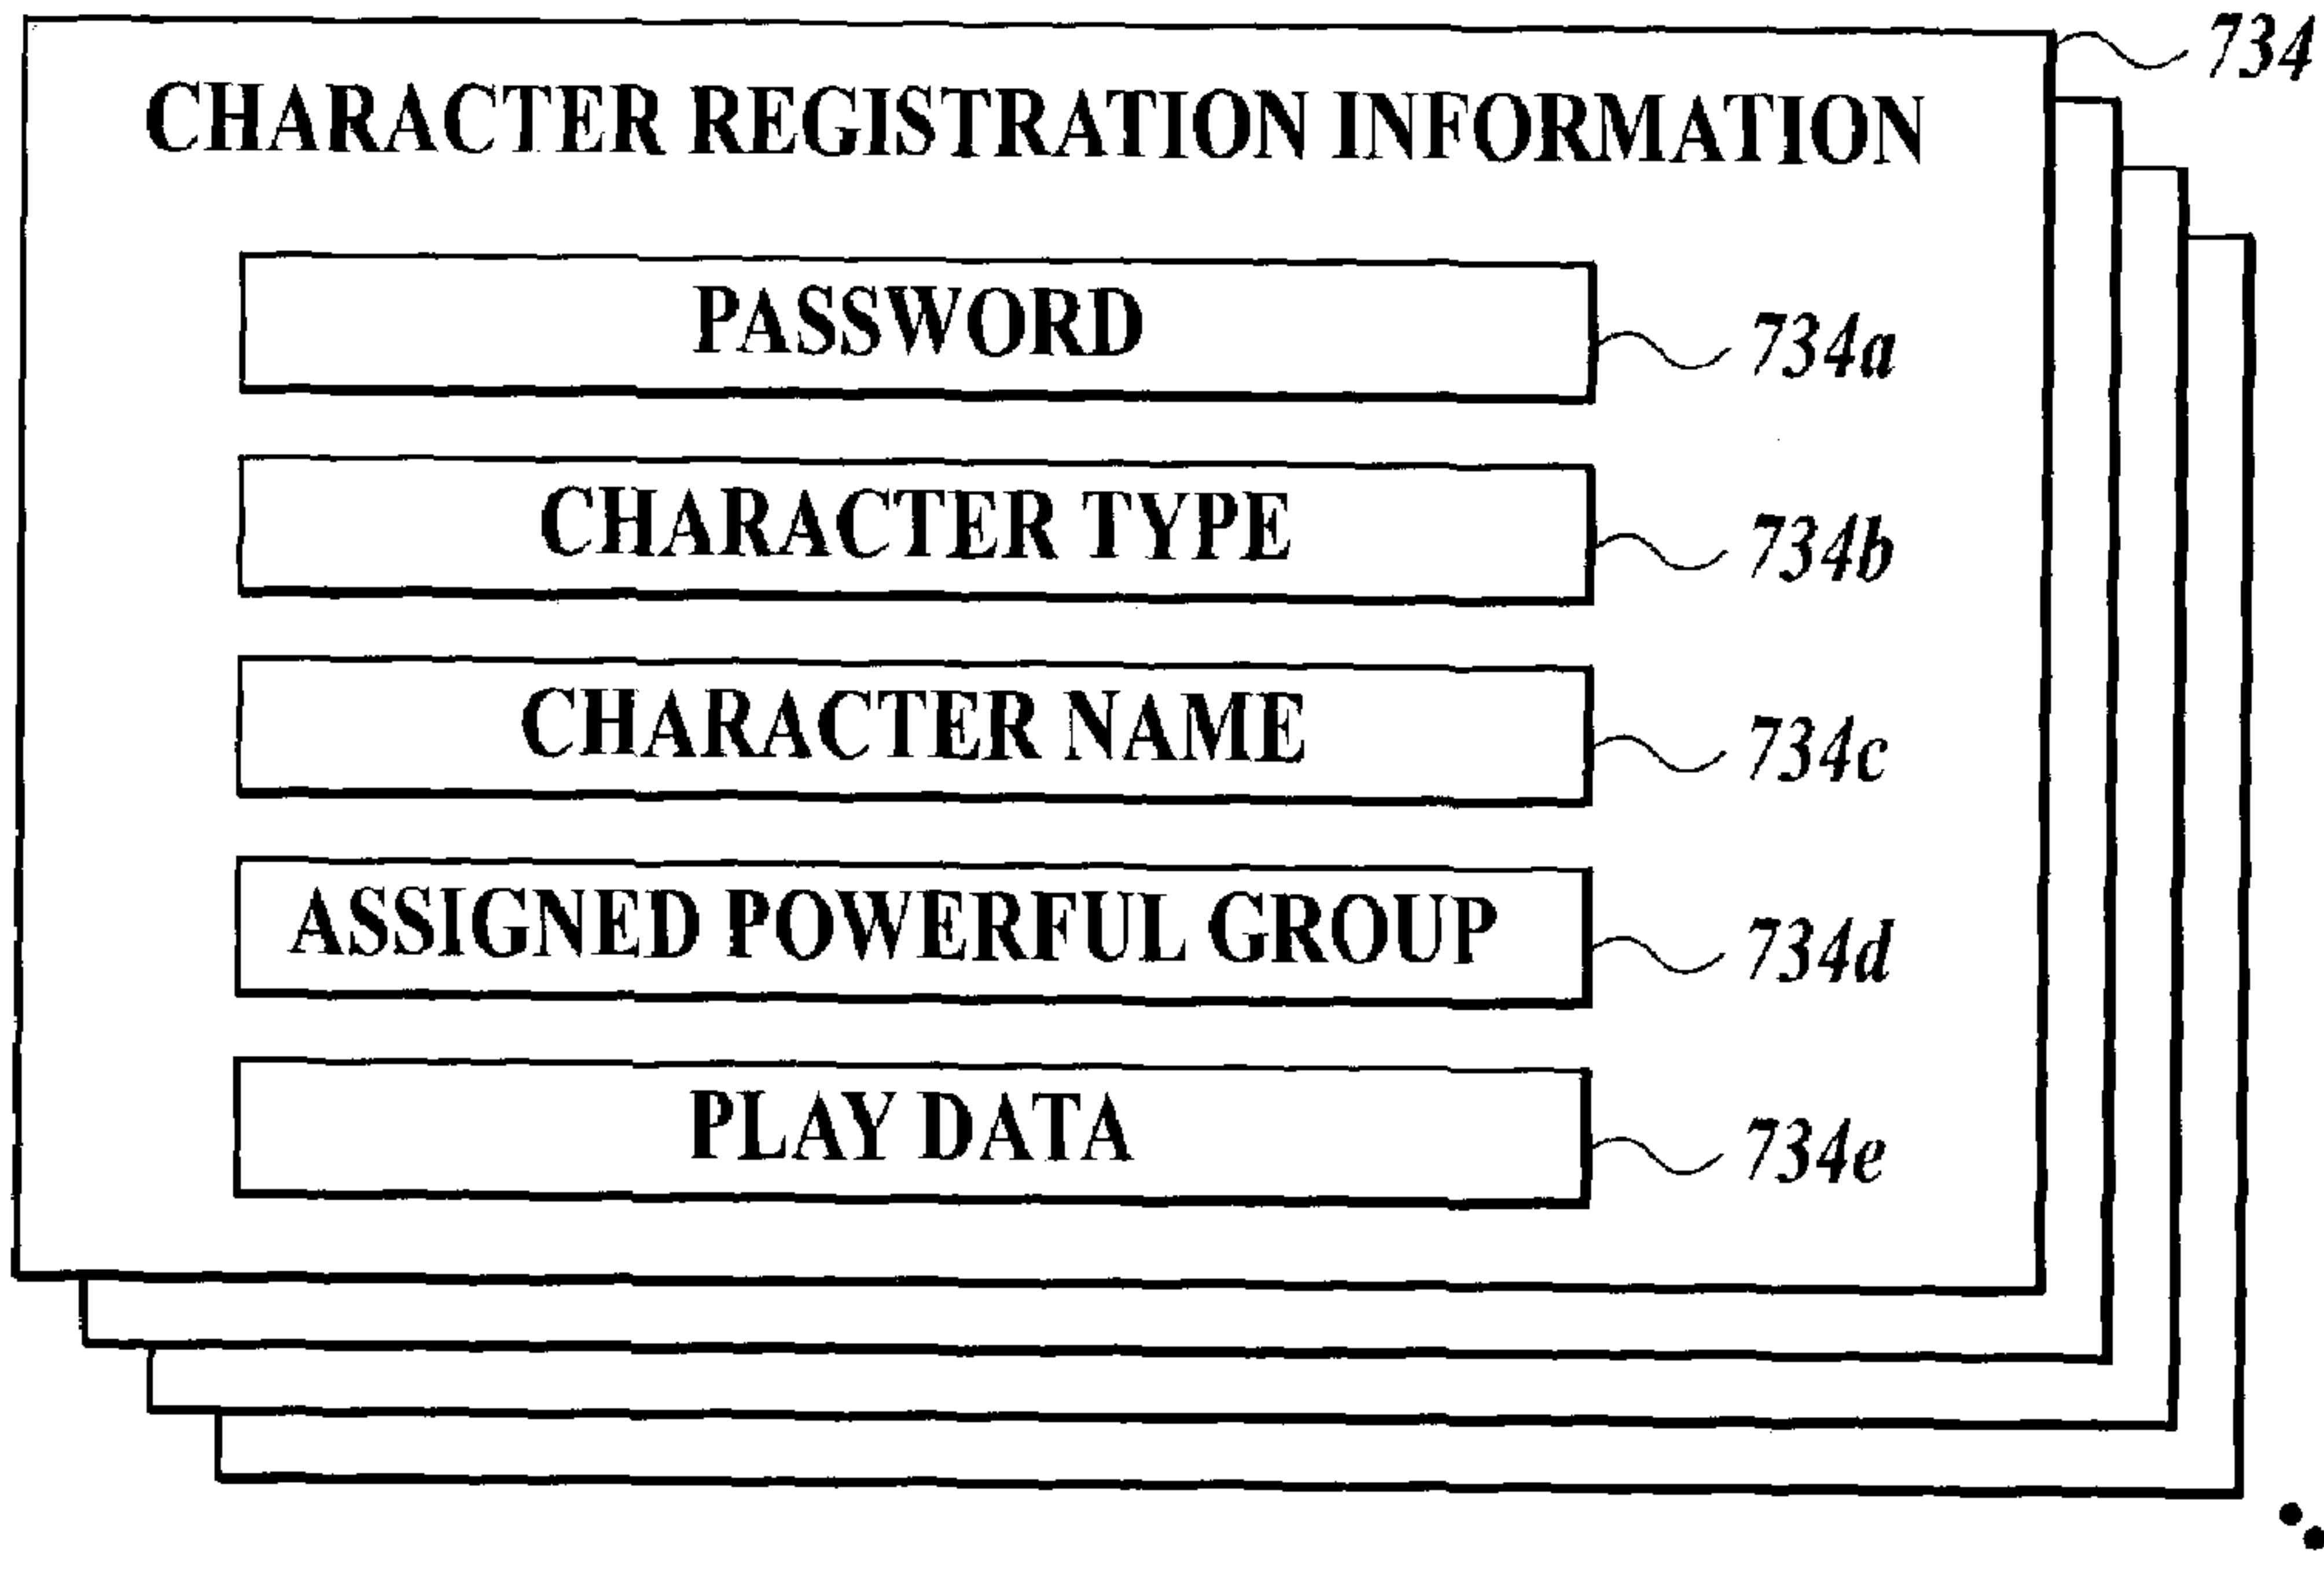 734
CHARACTER REGISTRATION INFORMATION
PASSWORD
734a
CHARACTER TYPE
734b
CHARACTER NAME
734c
ASSIGNED POWERFUL GROUP
734d
PLAY DATA
734e